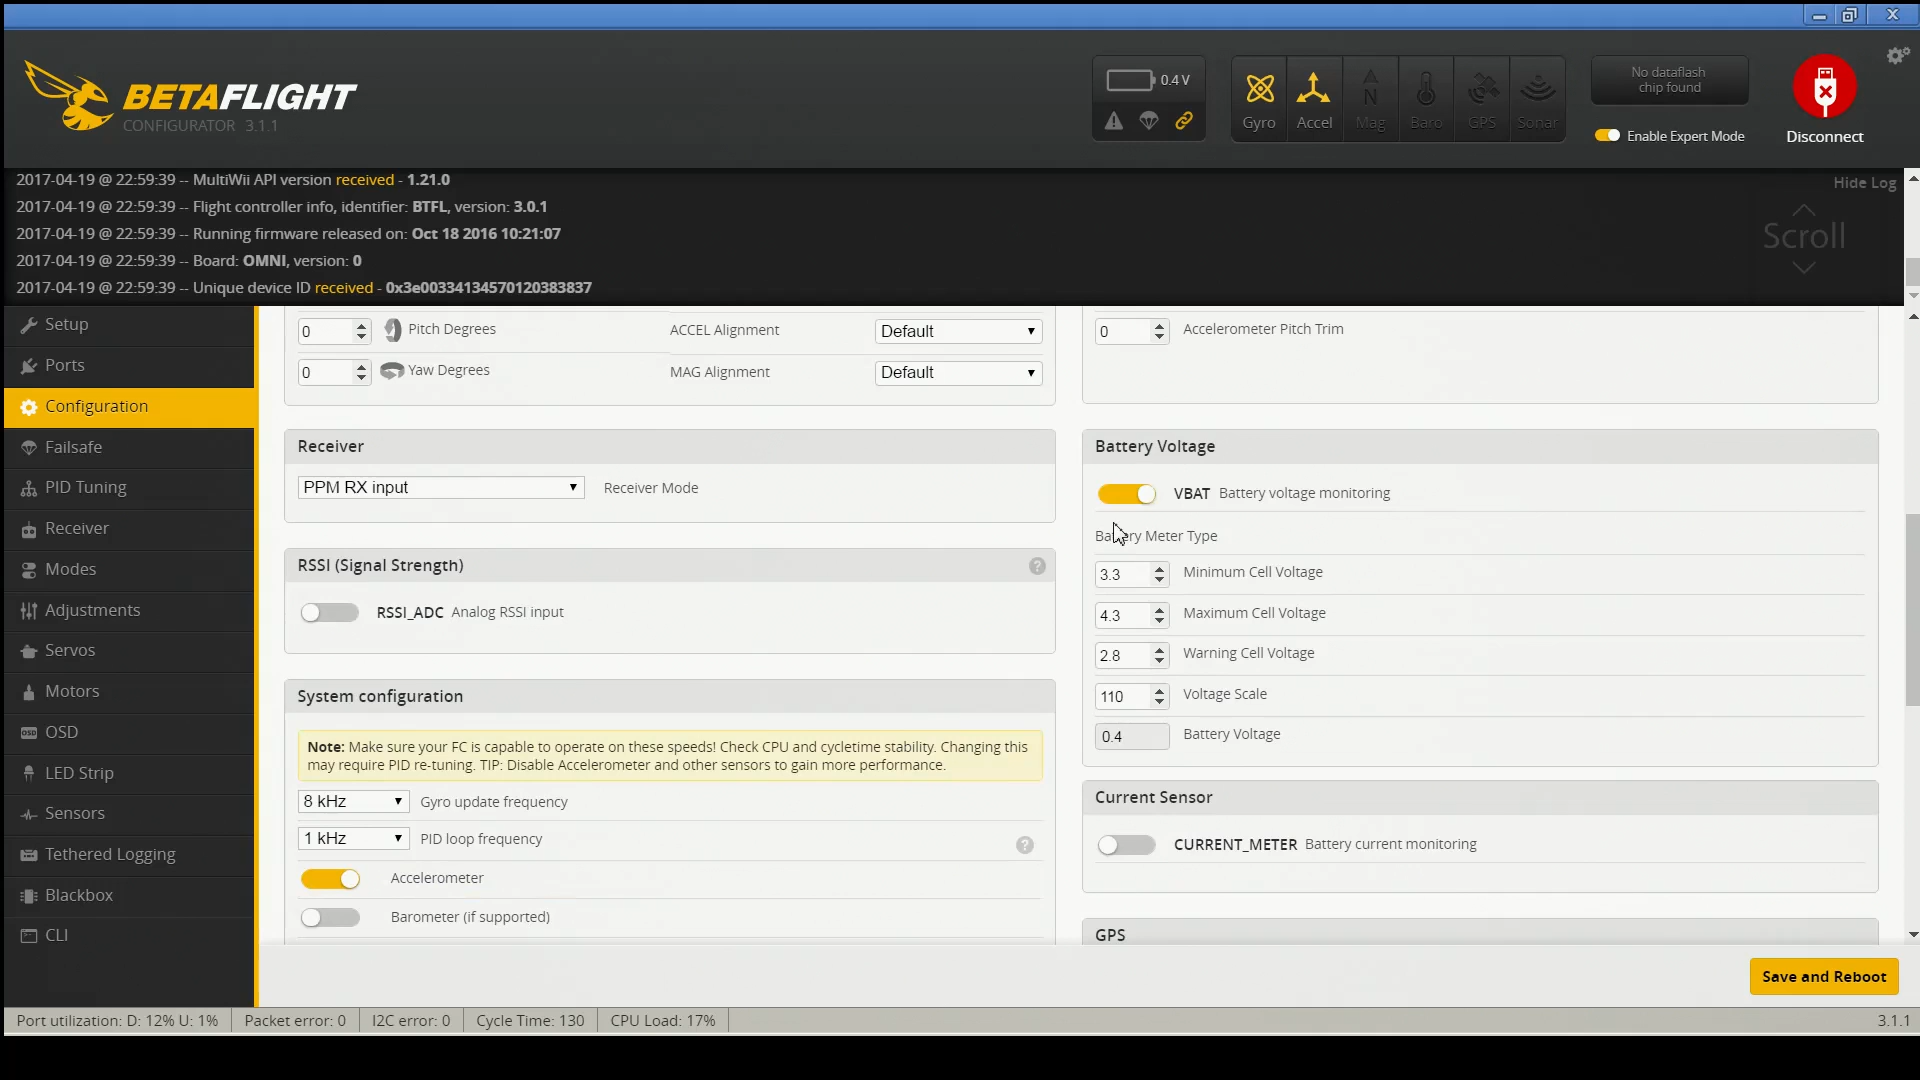 BETAFLIGHT
CONFIGURATOR 3.1.1
0.4 V
Gyro
Accel
Mag
Baro
GPS
Sonar
No dataflash
chip found
Enable Expert Mode
Disconnect
Hide Log
Scroll
2017-04-19 @ 22:59:39 -- MultiWii API version received - 1.21.0
2017-04-19 @ 22:59:39 -- Flight controller info, identifier: BTFL, version: 3.0.1
2017-04-19 @ 22:59:39 -- Running firmware released on: Oct 18 2016 10:21:07
2017-04-19 @ 22:59:39 -- Board: OMNI, version: 0
2017-04-19 @ 22:59:39 -- Unique device ID received - 0x3e00334134570120383837
Setup
Ports
Configuration
Failsafe
PID Tuning
Receiver
Modes
Adjustments
Servos
Motors
OSD
LED Strip
Sensors
Tethered Logging
Blackbox
CLI
0 Pitch Degrees ACCEL Alignment Default
0 Yaw Degrees MAG Alignment Default
0 Accelerometer Pitch Trim
Receiver
PPM RX input Receiver Mode
RSSI (Signal Strength) ?
RSSI_ADC Analog RSSI input
System configuration
Note: Make sure your FC is capable to operate on these speeds! Check CPU and cycletime stability. Changing this
may require PID re-tuning. TIP: Disable Accelerometer and other sensors to gain more performance.
8 kHz Gyro update frequency
1 kHz PID loop frequency ?
Accelerometer
Barometer (if supported)
Battery Voltage
VBAT Battery voltage monitoring
Battery Meter Type
3.3 Minimum Cell Voltage
4.3 Maximum Cell Voltage
2.8 Warning Cell Voltage
110 Voltage Scale
0.4 Battery Voltage
Current Sensor
CURRENT_METER Battery current monitoring
GPS
Save and Reboot
Port utilization: D: 12% U: 1%
Packet error: 0
I2C error: 0
Cycle Time: 130
CPU Load: 17%
3.1.1